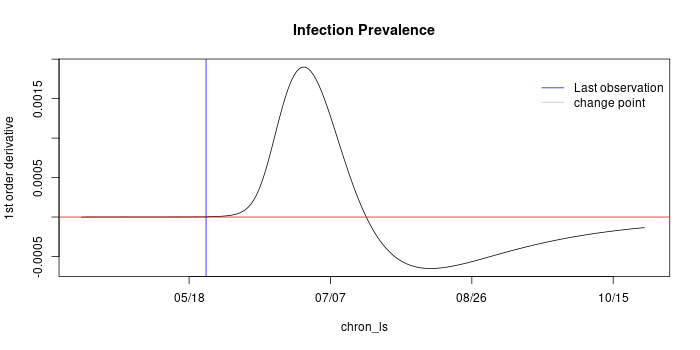 Infection Prevalence
1st order derivative
0.0015
0.0005
-0.0005
Last observation
change point
05/18
07/07
08/26
10/15
chron_ls